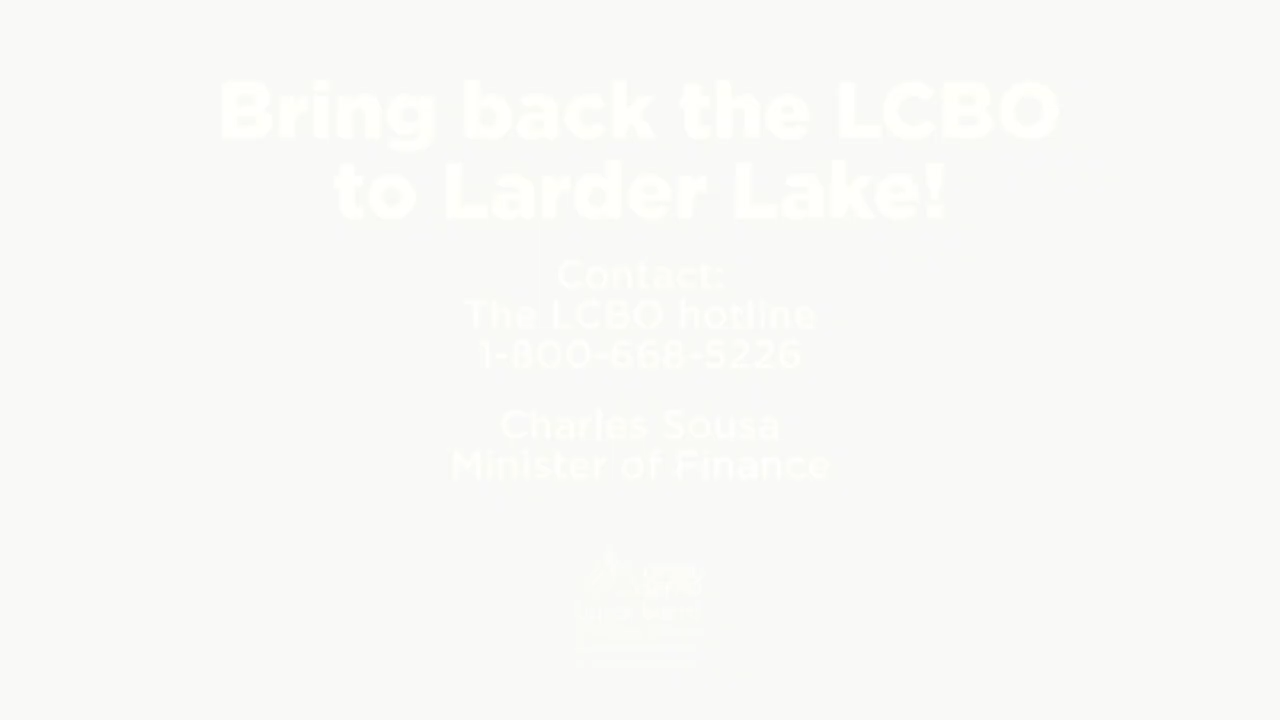 Bring back the LCBO
to Larder Lake!
Contact:
The LCBO hotline
1-800-668-5226
Charles Sousa
Minister of Finance